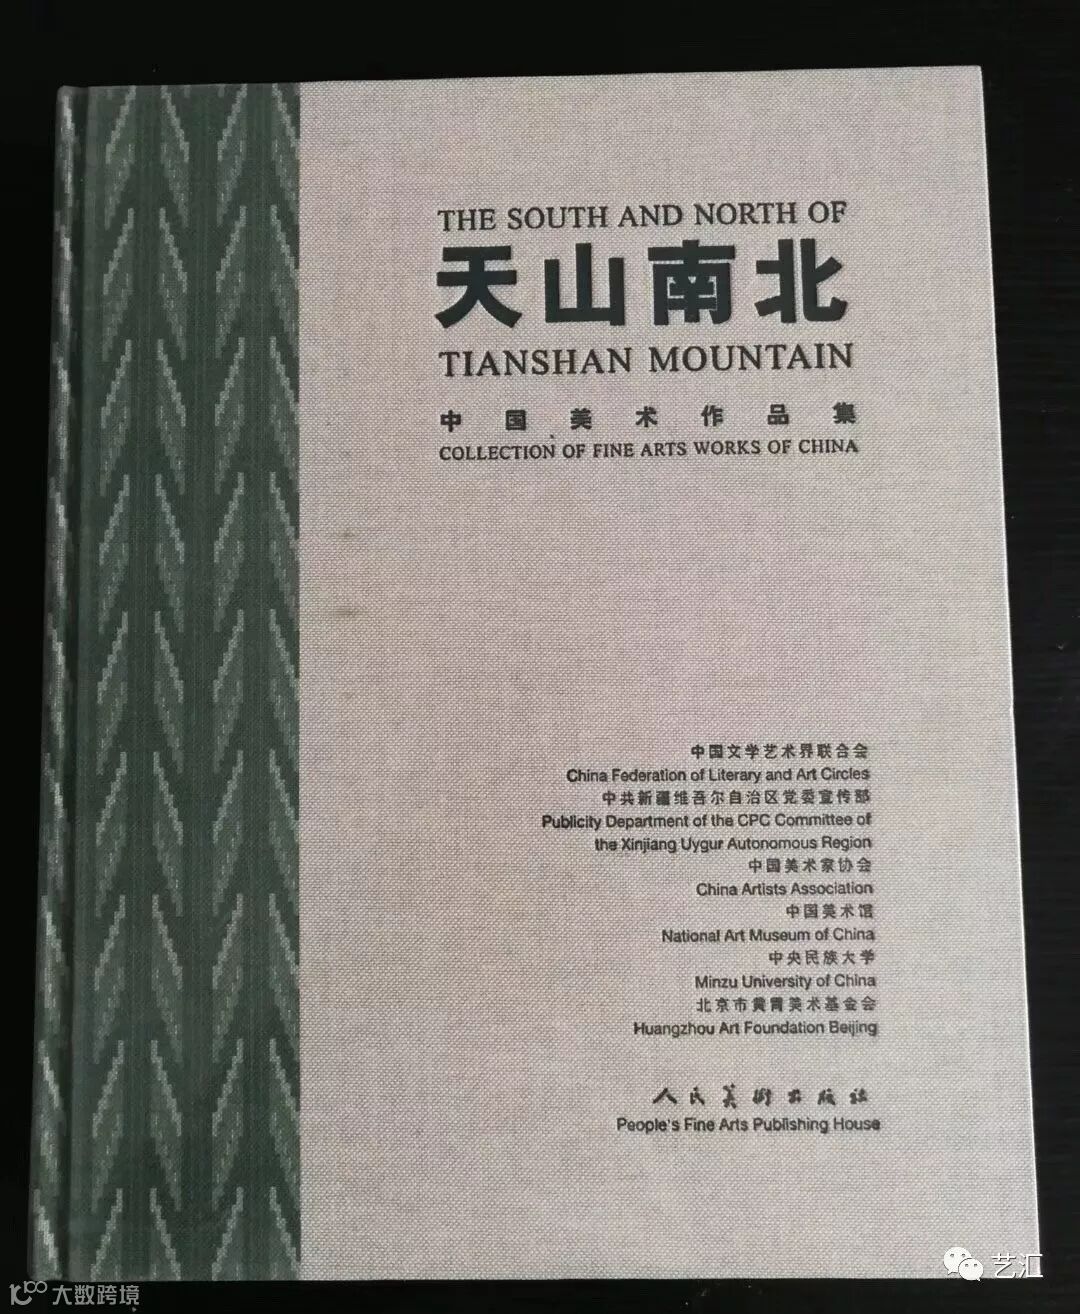 THE SOUTH AND NORTH OF
天山南北
TIANSHAN MOUNTAIN
中国美术作品集
COLLECTION OF FINE ARTS WORKS OF CHINA
中国文学艺术界联合会
China Federation of Literary and Art Circles
中共新疆维吾尔自治区党委宣传部
Publicity Department of the CPC Committee of
the Xinjiang Uygur Autonomous Region
中国美术家协会
China Artists Association
中国美术馆
National Art Museum of China
中央民族大学
Minzu University of China
北京市黄胄美术基金会
Huangzhou Art Foundation Beijing
人民美術出版社
People's Fine Arts Publishing House
艺汇
大数跨境